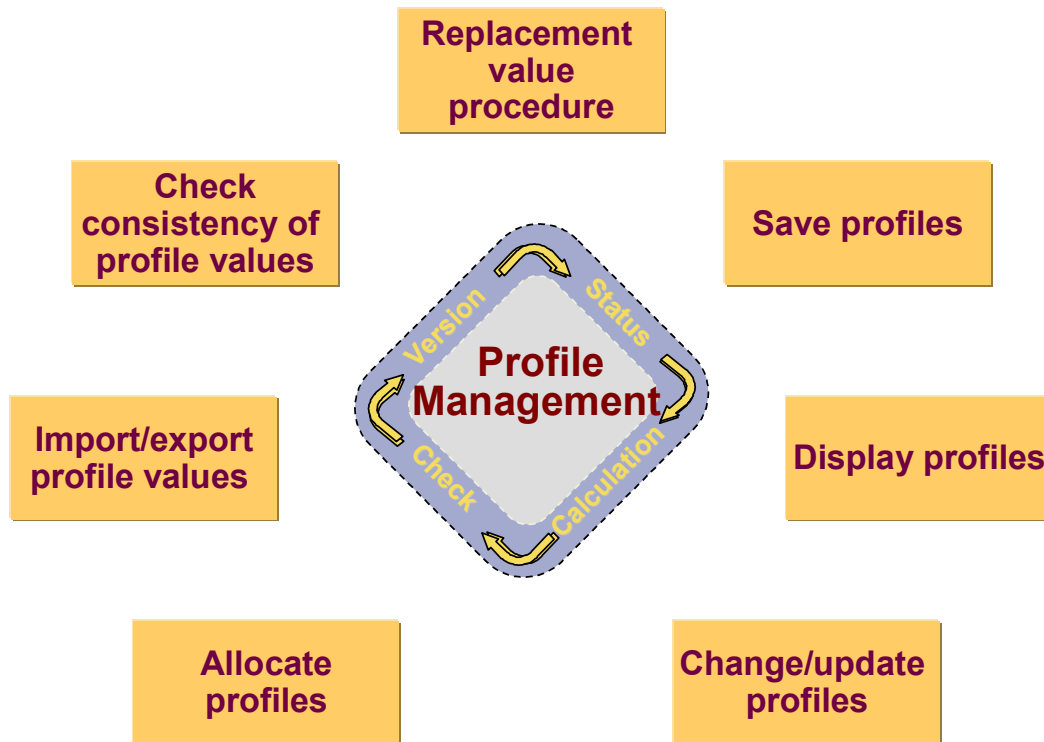 Replacement
value
procedure
Check
consistency of
profile values
Save profiles
Version
Status
Profile
Management
Import/export
profile values
Display profiles
Check
Calculation
Allocate
profiles
Change/update
profiles